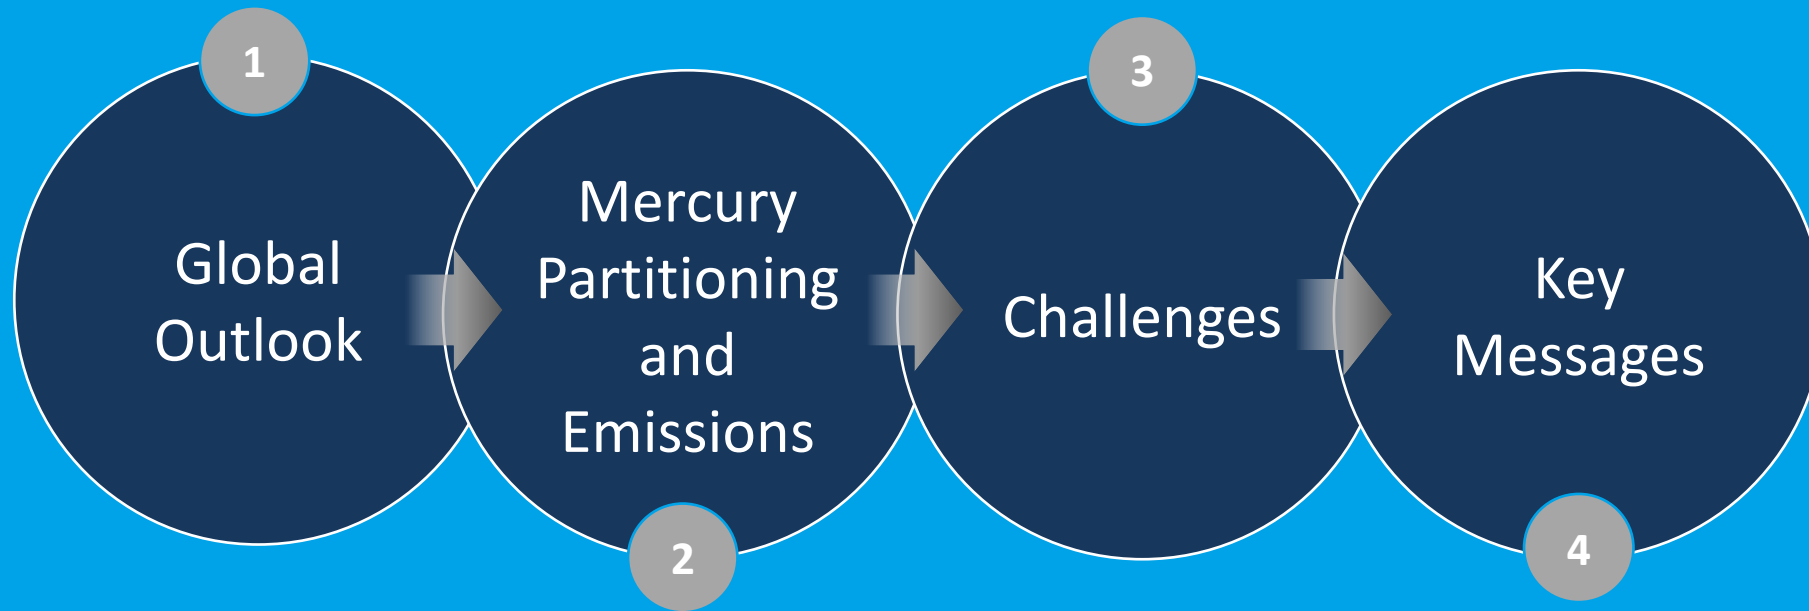 1
Global
Outlook
2
Mercury
Partitioning
and
Emissions
3
Challenges
4
Key
Messages